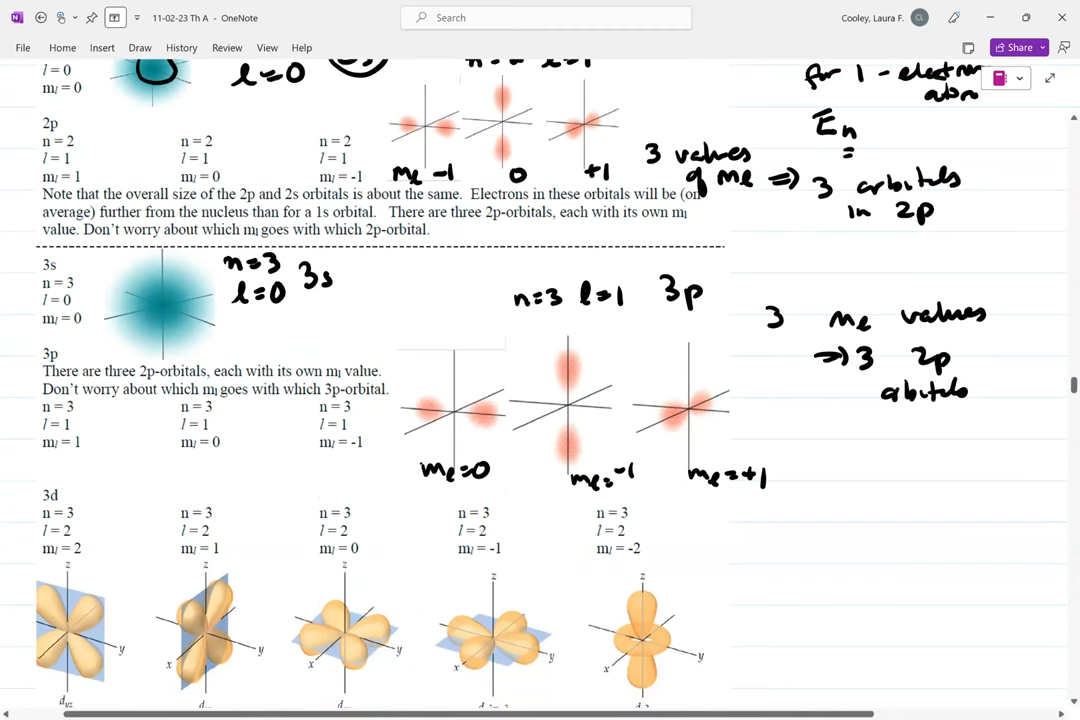 11-02-23 Th A - OneNote
Search
Cooley, Laura F.
CL
File Home Insert Draw History Review View Help
Share
l = 0
ml = 0
l=0
for 1-electron
atom
En
2p
n = 2 n = 2 n = 2
l = 1 l = 1 l = 1
ml = 1 ml = 0 ml = -1
ml -1 0 +1
3 values
of ml ⇒ 3 orbitals
in 2p
Note that the overall size of the 2p and 2s orbitals is about the same. Electrons in these orbitals will be (on
average) further from the nucleus than for a 1s orbital. There are three 2p-orbitals, each with its own ml
value. Don't worry about which ml goes with which 2p-orbital.
3s
n = 3
l = 0
ml = 0
n=3
l=0
3s
n=3 l=1 3p
3 ml values
⇒ 3 2p
orbitals
3p
There are three 2p-orbitals, each with its own ml value.
Don't worry about which ml goes with which 3p-orbital.
n = 3 n = 3 n = 3
l = 1 l = 1 l = 1
ml = 1 ml = 0 ml = -1
ml=0 ml=-1 ml=+1
3d
n = 3 n = 3 n = 3 n = 3 n = 3
l = 2 l = 2 l = 2 l = 2 l = 2
ml = 2 ml = 1 ml = 0 ml = -1 ml = -2
z z z z z
y x y x y x y x y
dyz